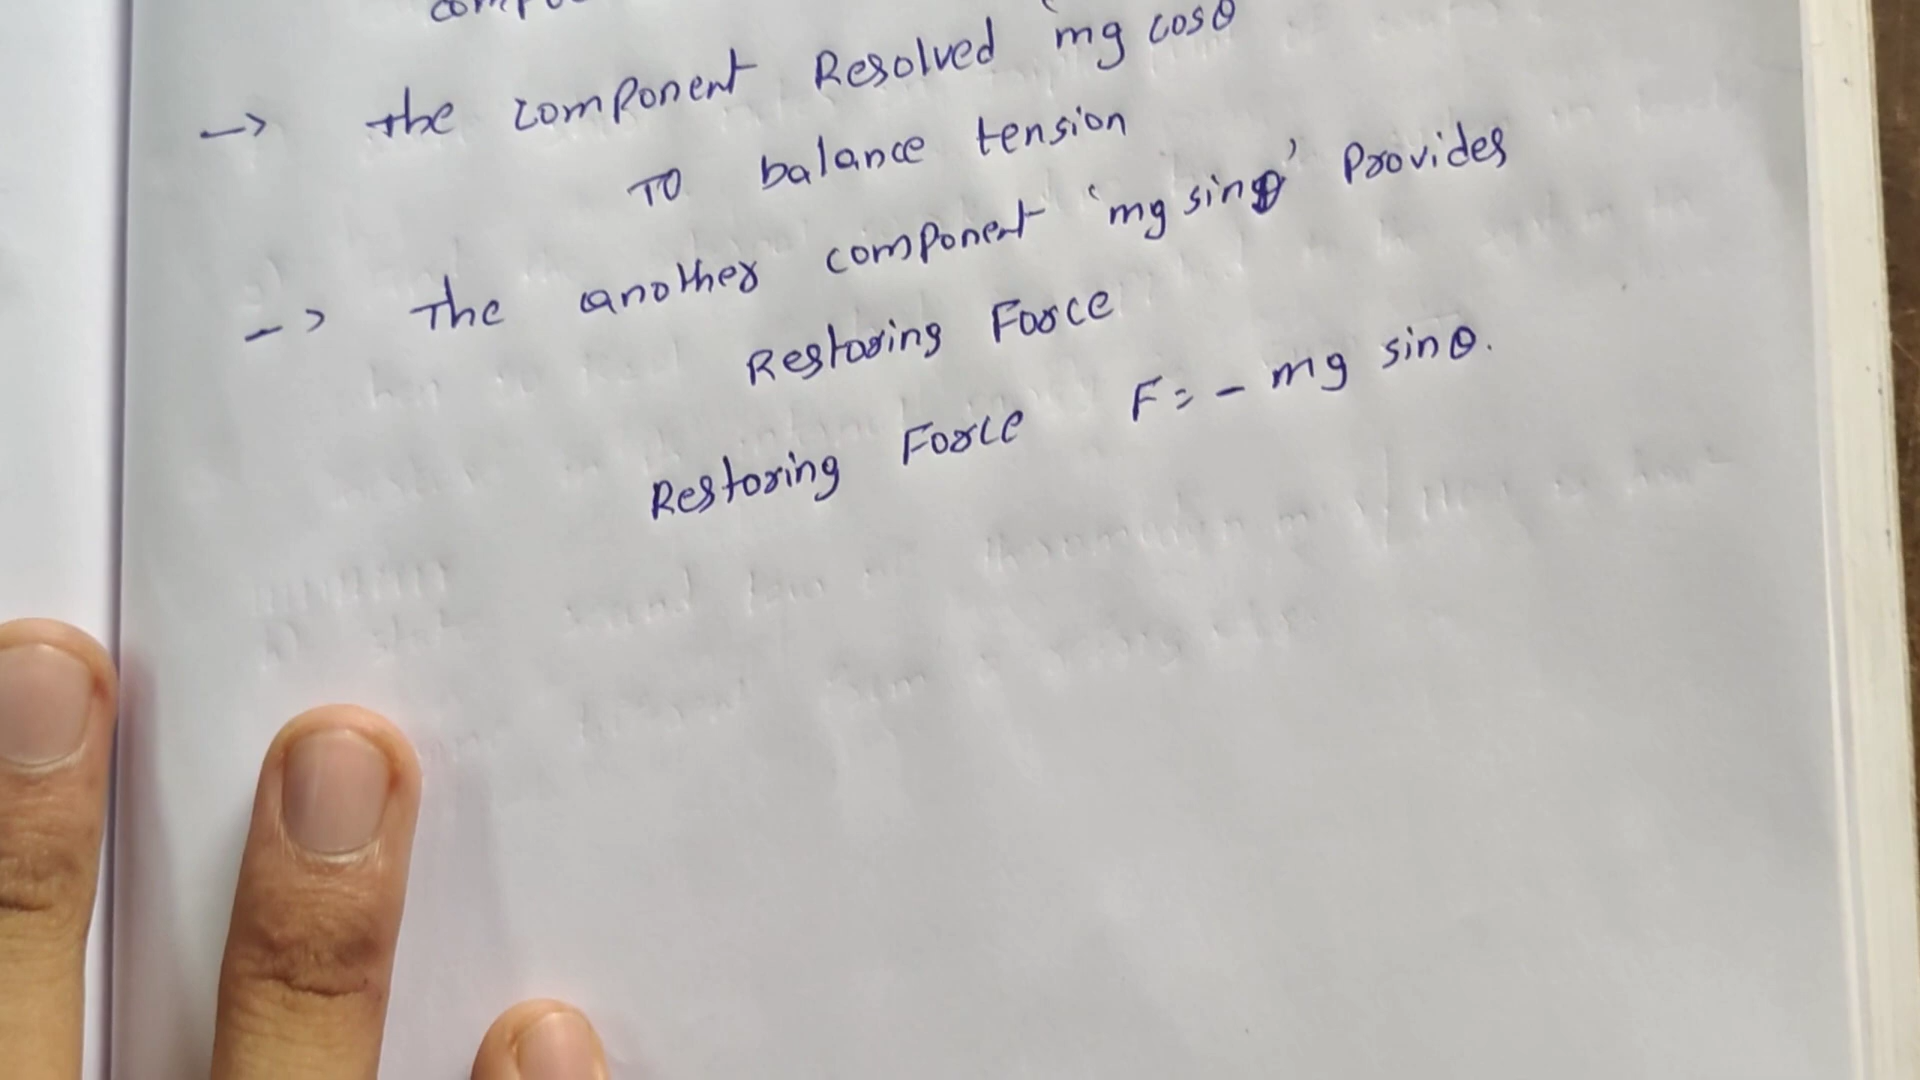 → the component Resolved 'mg cosθ
TO balance tension
→ The another component 'mg sinθ' Provides
Restoring Force
Restoring Force F = - mg sinθ.